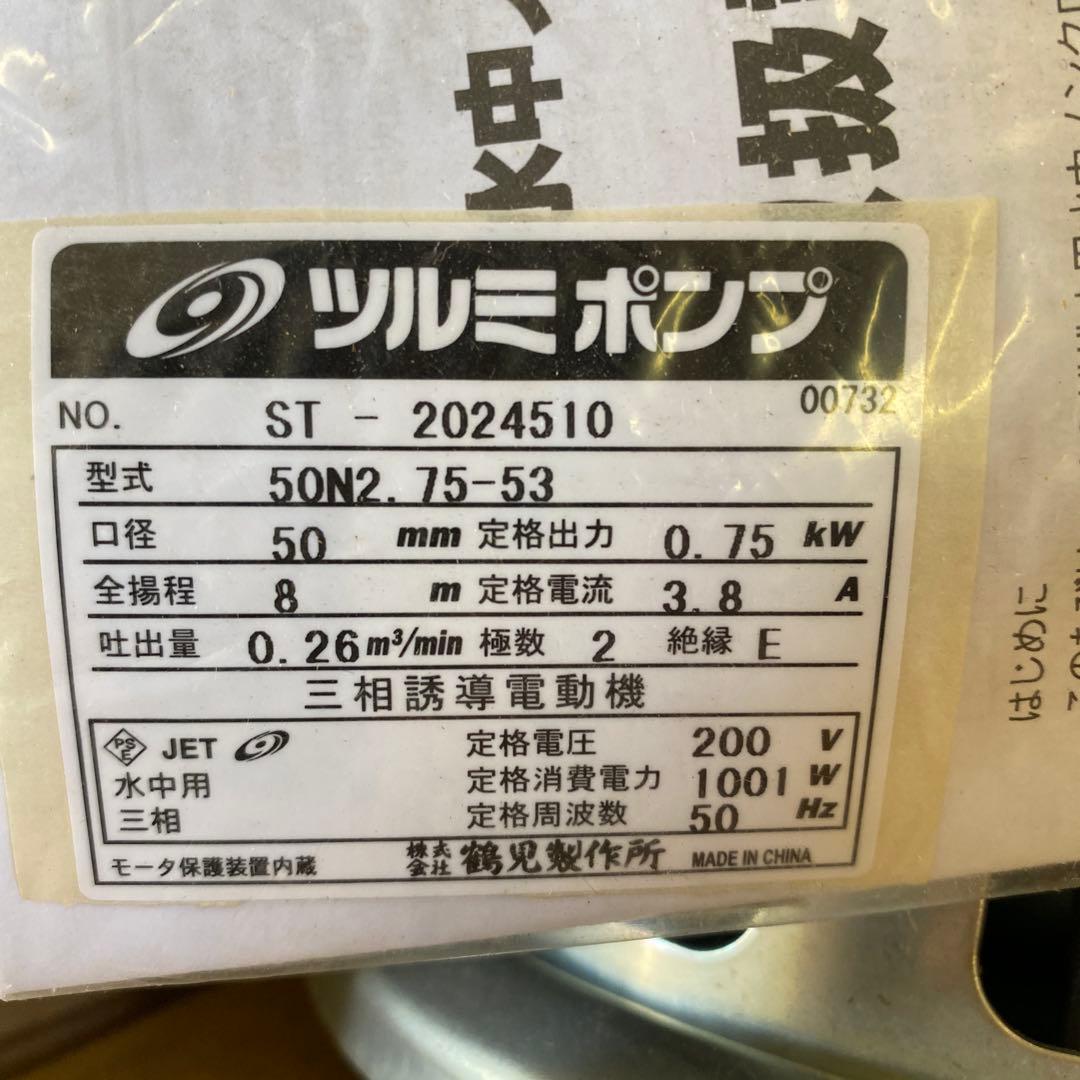 水中
扱
はじめに
ツルミポンプ
00732
NO. ST - 2024510
型式 50N2.75-53
口径 50 mm 定格出力 0.75 kW
全揚程 8 m 定格電流 3.8 A
吐出量 0.26 m³/min 極数 2 絶縁 E
三相誘導電動機
PSE JET 定格電圧 200 V
水中用 定格消費電力 1001 W
三相 定格周波数 50 Hz
モータ保護装置内蔵 株式会社 鶴見製作所 MADE IN CHINA